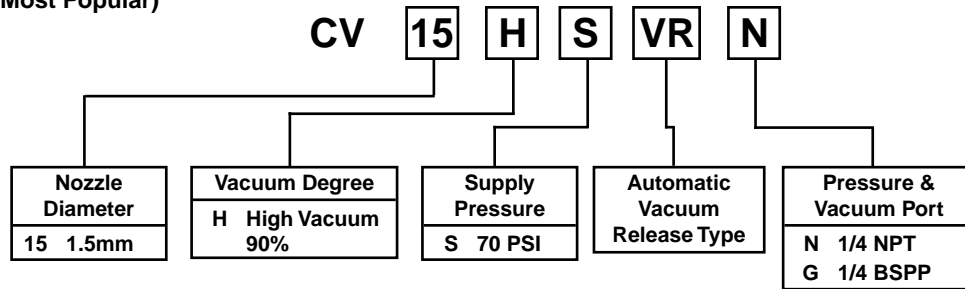 Most Popular)
CV 15 H S VR N
Nozzle
Diameter
15 1.5mm
Vacuum Degree
H High Vacuum
90%
Supply
Pressure
S 70 PSI
Automatic
Vacuum
Release Type
Pressure &
Vacuum Port
N 1/4 NPT
G 1/4 BSPP